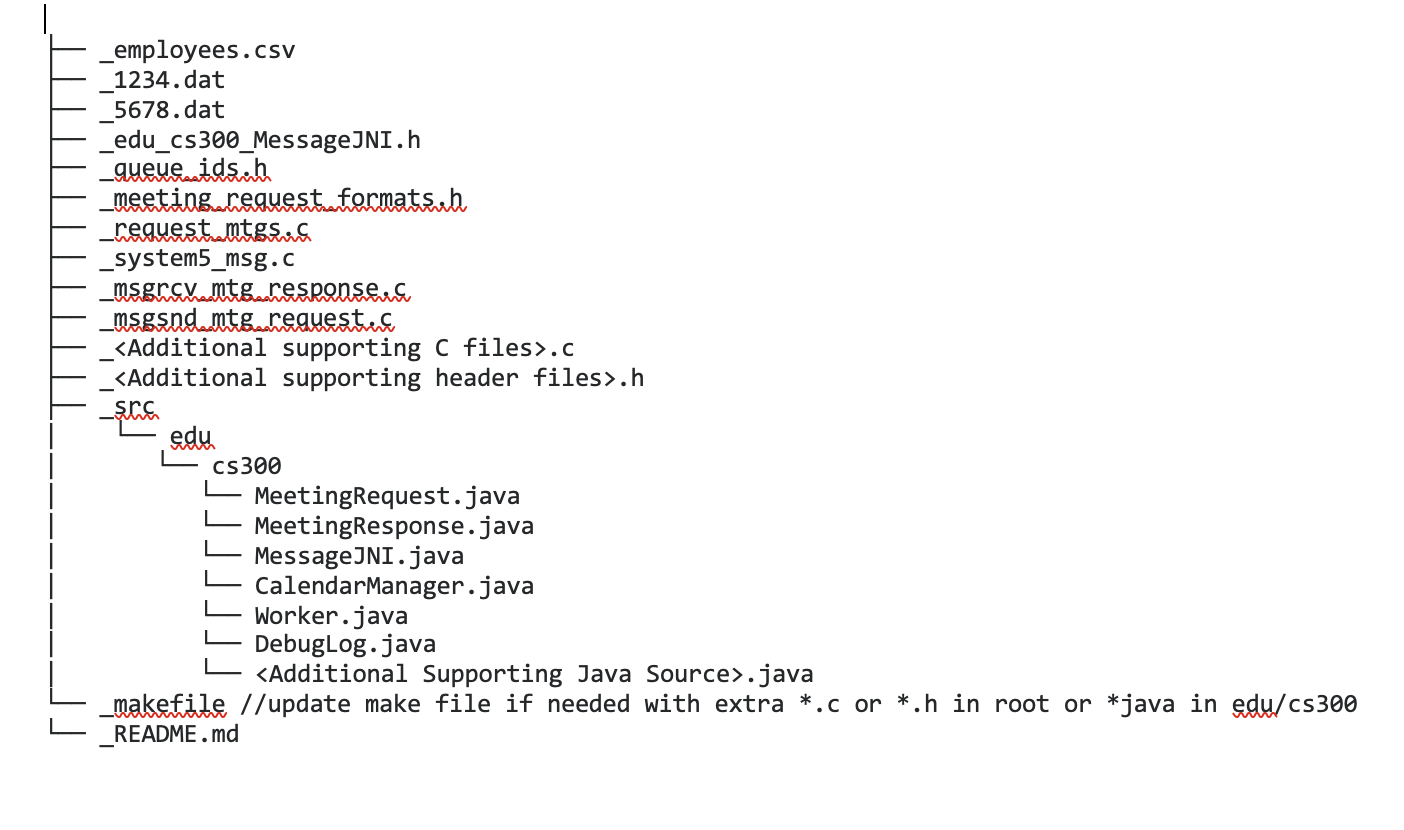 ├── _employees.csv
├── _1234.dat
├── _5678.dat
├── _edu_cs300_MessageJNI.h
├── _queue_ids.h
├── _meeting_request_formats.h
├── _request_mtgs.c
├── _system5_msg.c
├── _msgrcv_mtg_response.c
├── _msgsnd_mtg_request.c
├── _<Additional supporting C files>.c
├── _<Additional supporting header files>.h
├── _src
|    └── edu
|       └── cs300
|          └── MeetingRequest.java
|          └── MeetingResponse.java
|          └── MessageJNI.java
|          └── CalendarManager.java
|          └── Worker.java
|          └── DebugLog.java
|          └── <Additional Supporting Java Source>.java
└── _makefile //update make file if needed with extra *.c or *.h in root or *java in edu/cs300
└── _README.md